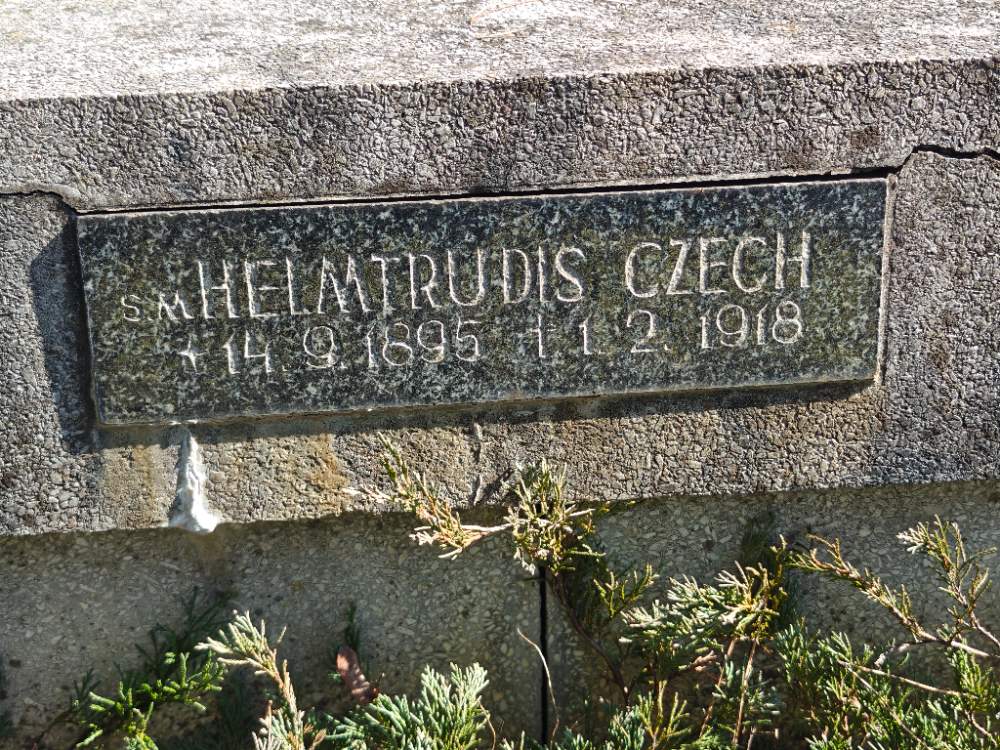 S.M HELMTRUDIS CZECH
* 14. 9. 1895 † 1. 2. 1918